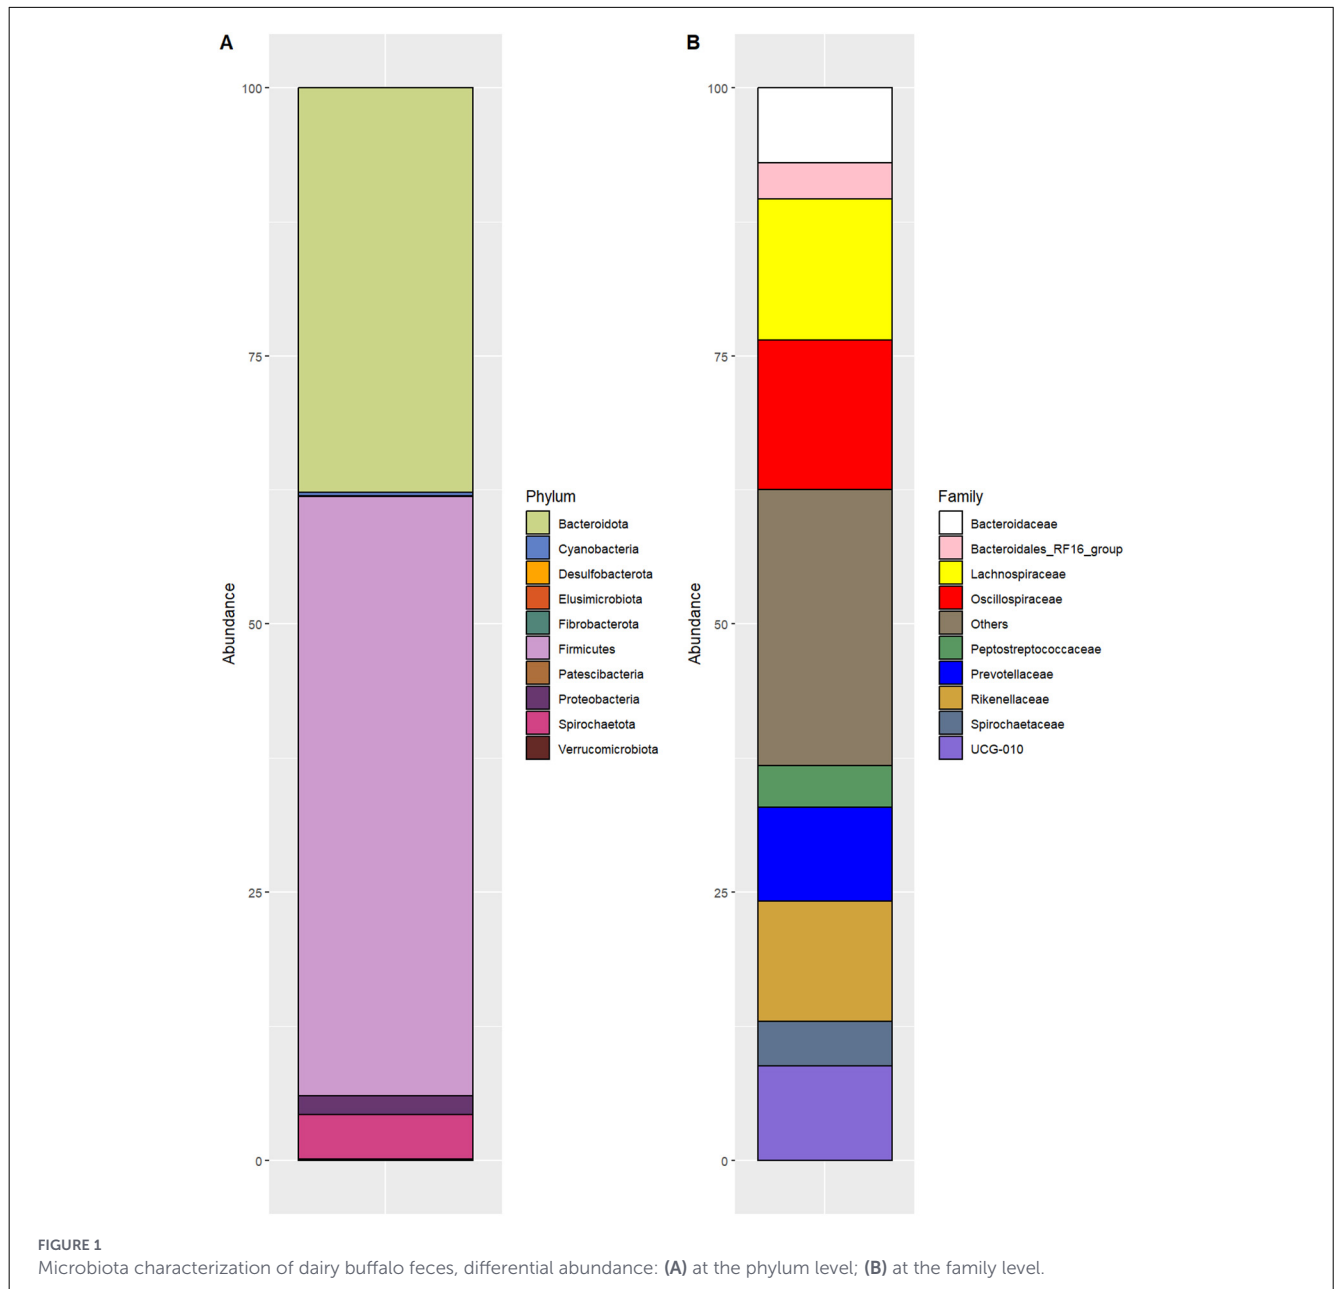 A
100
75
50
25
0
Abundance
Phylum
Bacteroidota
Cyanobacteria
Desulfobacterota
Elusimicrobiota
Fibrobacterota
Firmicutes
Patescibacteria
Proteobacteria
Spirochaetota
Verrucomicrobiota
B
100
75
50
25
0
Abundance
Family
Bacteroidaceae
Bacteroidales_RF16_group
Lachnospiraceae
Oscillospiraceae
Others
Peptostreptococcaceae
Prevotellaceae
Rikenellaceae
Spirochaetaceae
UCG-010
FIGURE 1
Microbiota characterization of dairy buffalo feces, differential abundance: (A) at the phylum level; (B) at the family level.